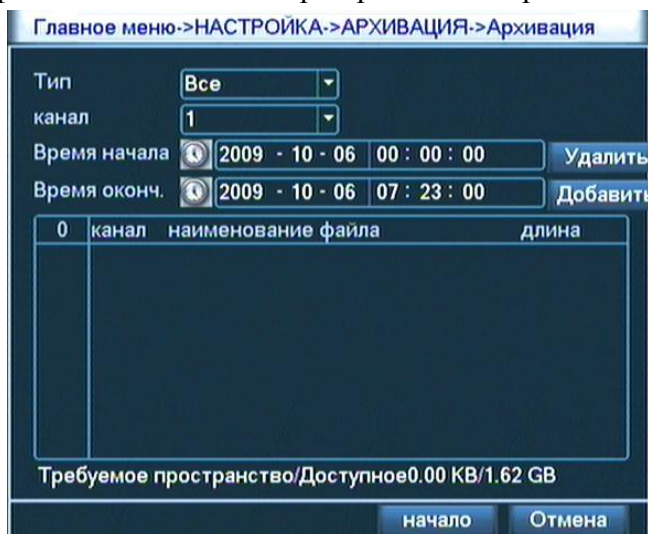 Главное меню->НАСТРОЙКА->АРХИВАЦИЯ->Архивация
Тип Все
канал 1
Время начала 2009 - 10 - 06 00 : 00 : 00 Удалить
Время оконч. 2009 - 10 - 06 07 : 23 : 00 Добавить
0 канал наименование файла длина
Требуемое пространство/Доступное0.00 KB/1.62 GB
начало Отмена